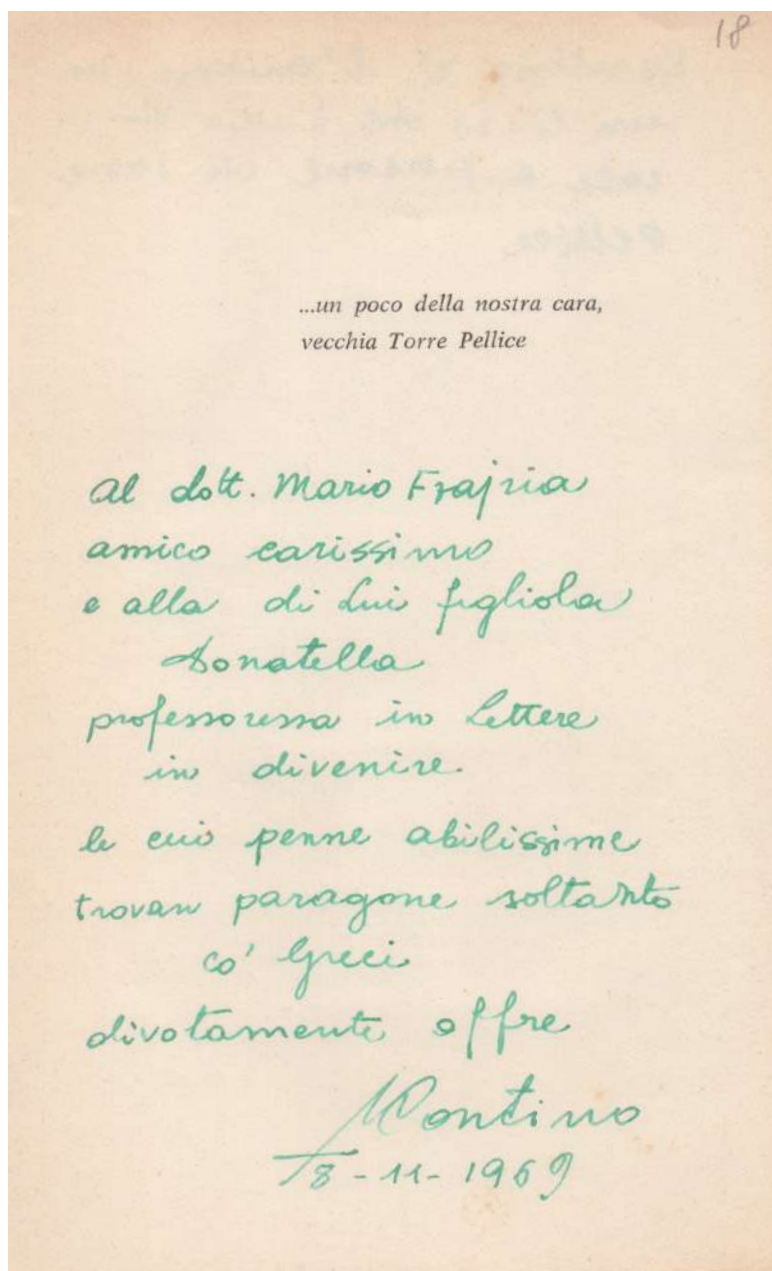 18
...un poco della nostra cara,
vecchia Torre Pellice
Al dott. Mario Frajria
amico carissimo
e alla di Lui figliola
Donatella
professoressa in Lettere
in divenire.
le cui penne abilissime
trovan paragone soltanto
co' Greci
divotamente offre
8-11-1969